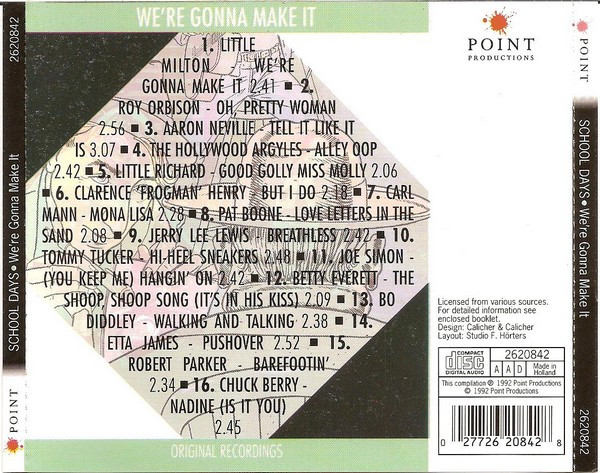 2620842
SCHOOL DAYS • We're Gonna Make It
POINT
WE'RE GONNA MAKE IT
1. LITTLE
MILTON WE'RE
GONNA MAKE IT 2.41 ■ 2.
ROY ORBISON - OH, PRETTY WOMAN
2.56 ■ 3. AARON NEVILLE - TELL IT LIKE IT
IS 3.07 ■ 4. THE HOLLYWOOD ARGYLES - ALLEY OOP
2.42 ■ 5. LITTLE RICHARD - GOOD GOLLY MISS MOLLY 2.06
■ 6. CLARENCE 'FROGMAN' HENRY - BUT I DO 2.18 ■ 7. CARL
MANN - MONA LISA 2.28 ■ 8. PAT BOONE - LOVE LETTERS IN THE
SAND 2.08 ■ 9. JERRY LEE LEWIS BREATHLESS 2.42 ■ 10.
TOMMY TUCKER - HI-HEEL SNEAKERS 2.48 ■ 11. JOE SIMON -
(YOU KEEP ME) HANGIN' ON 2.42 ■ 12. BETTY EVERETT - THE
SHOOP SHOOP SONG (IT'S IN HIS KISS) 2.09 ■ 13. BO
DIDDLEY - WALKING AND TALKING 2.38 ■ 14.
ETTA JAMES - PUSHOVER 2.52 ■ 15.
ROBERT PARKER - BAREFOOTIN'
2.34 ■ 16. CHUCK BERRY -
NADINE (IS IT YOU)
2.45
ORIGINAL RECORDINGS
POINT
PRODUCTIONS
Licensed from various sources.
For detailed information see
enclosed booklet.
Design: Calicher & Calicher
Layout: Studio F. Hörters
COMPACT
disc
DIGITAL AUDIO
2620842
A A D
Made in
Holland
This compilation ℗ 1992 Point Productions
© 1992 Point Productions
0 27726 20842 8
POINT
SCHOOL DAYS • We're Gonna Make It
2620842